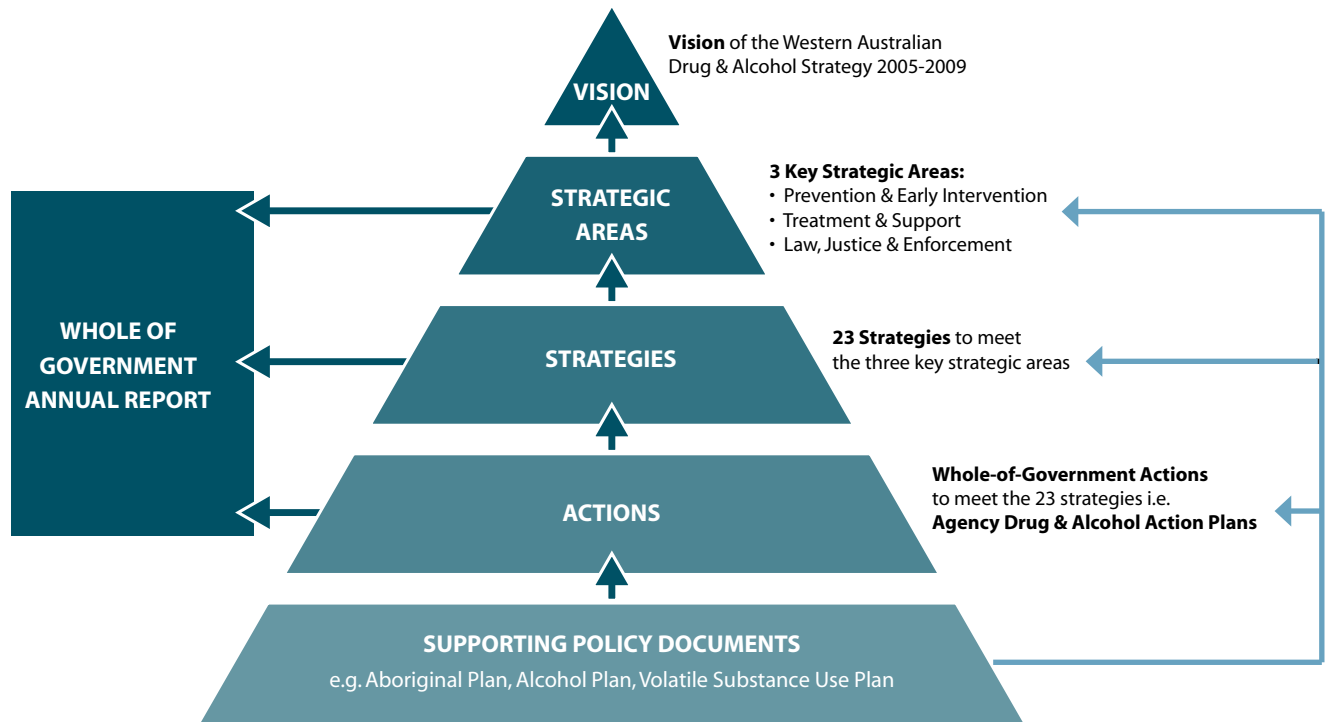 VISION
Vision of the Western Australian
Drug & Alcohol Strategy 2005-2009
STRATEGIC
AREAS
3 Key Strategic Areas:
• Prevention & Early Intervention
• Treatment & Support
• Law, Justice & Enforcement
WHOLE OF
GOVERNMENT
ANNUAL REPORT
STRATEGIES
23 Strategies to meet
the three key strategic areas
ACTIONS
Whole-of-Government Actions
to meet the 23 strategies i.e.
Agency Drug & Alcohol Action Plans
SUPPORTING POLICY DOCUMENTS
e.g. Aboriginal Plan, Alcohol Plan, Volatile Substance Use Plan